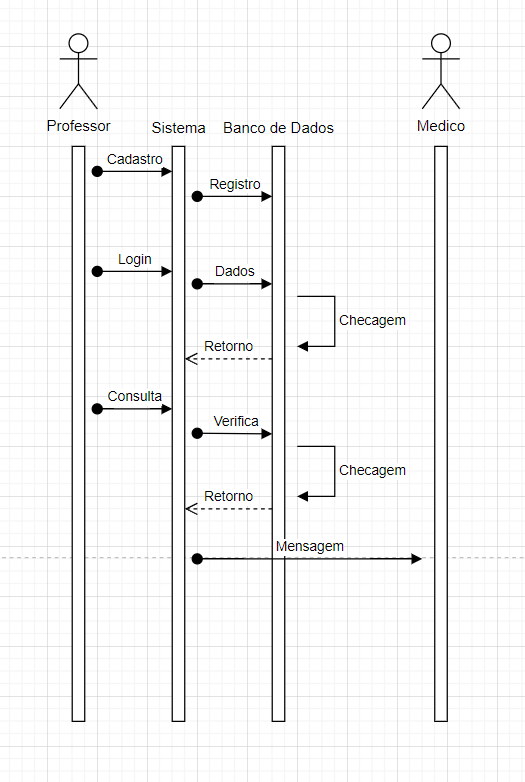 Professor
Sistema
Banco de Dados
Medico
Cadastro
Registro
Login
Dados
Checagem
Retorno
Consulta
Verifica
Checagem
Retorno
Mensagem